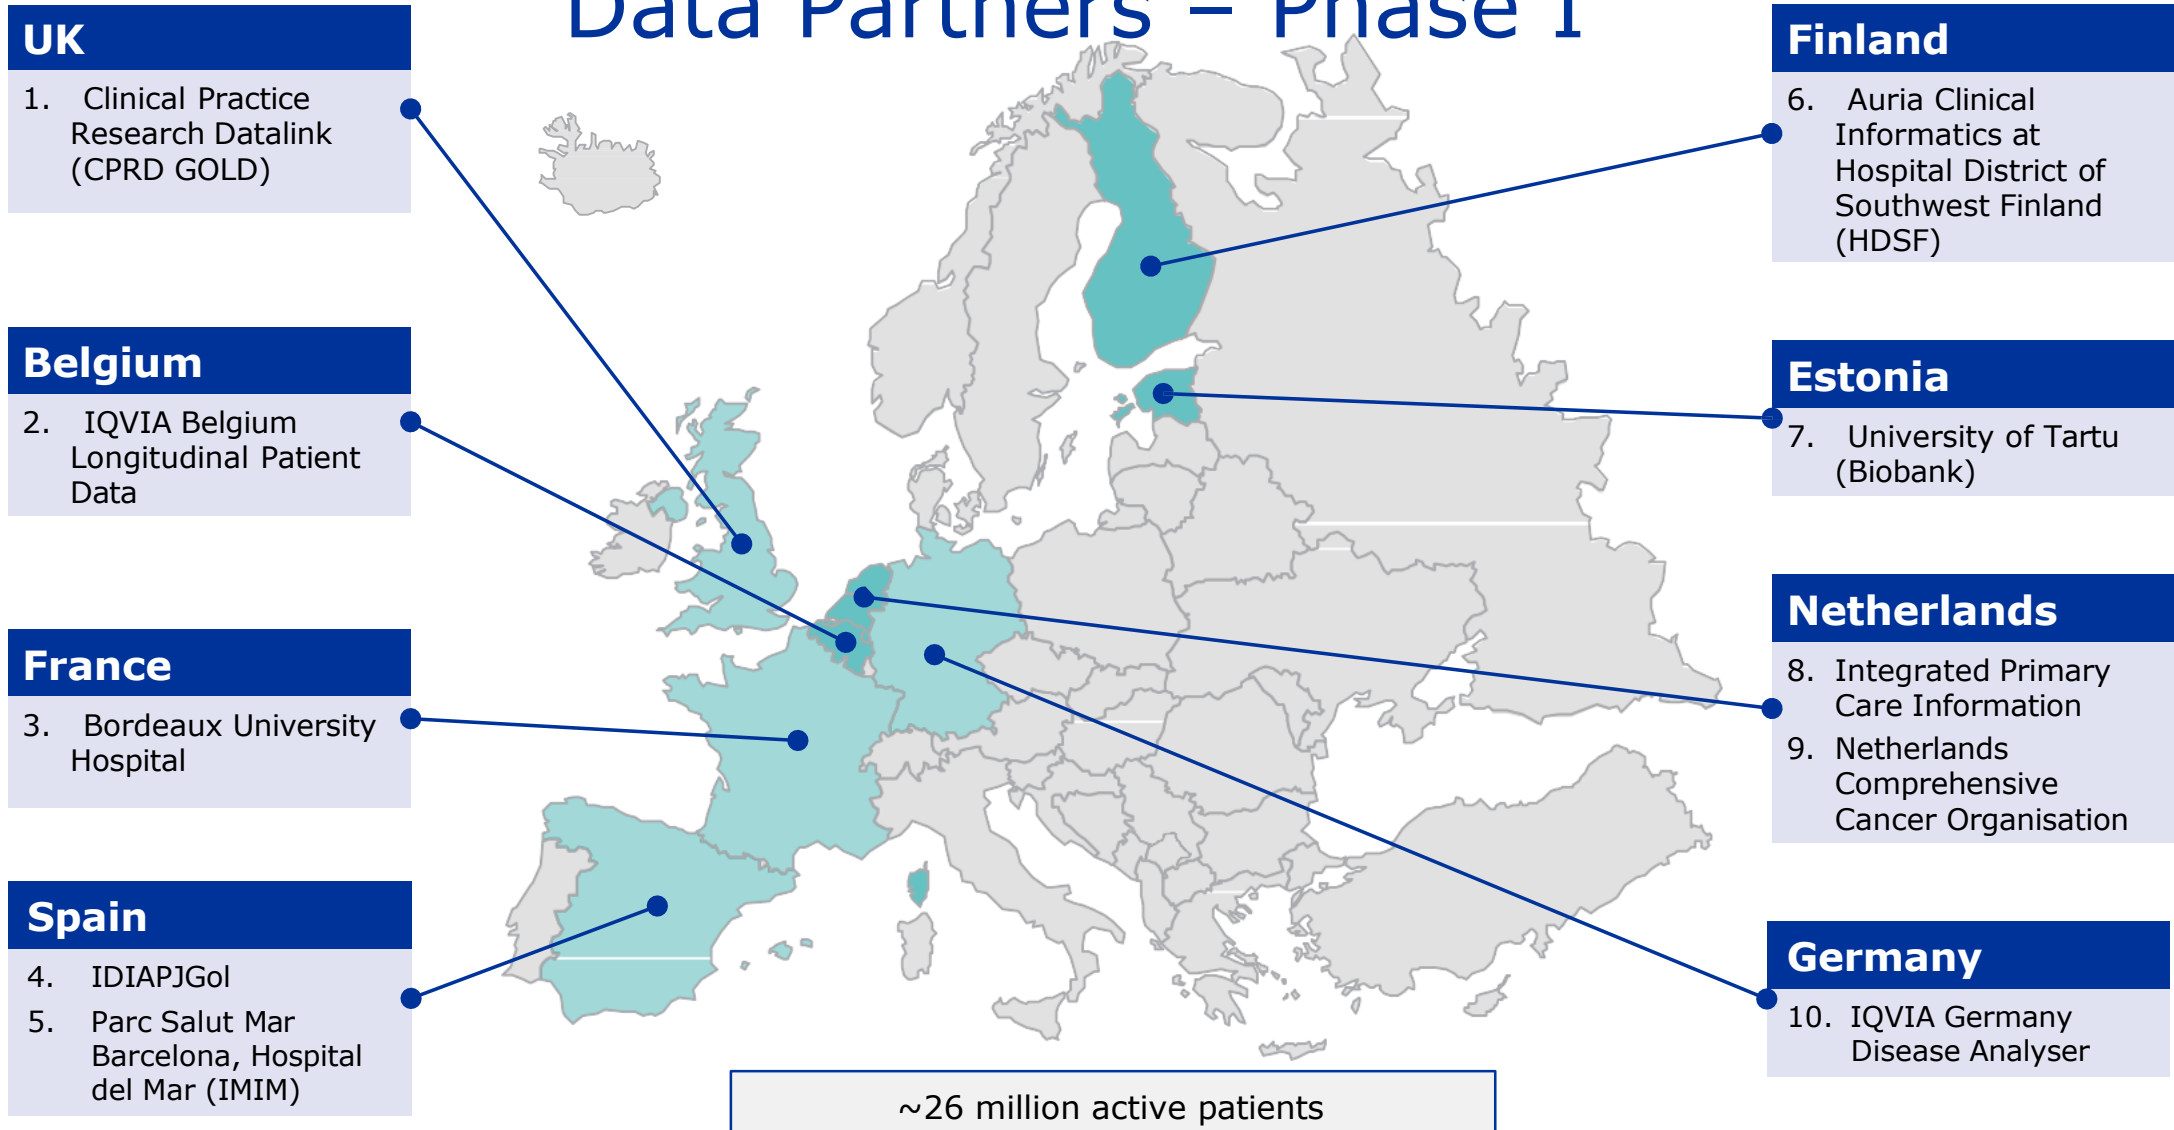 Data Partners – Phase I
UK
1. Clinical Practice
Research Datalink
(CPRD GOLD)
Belgium
2. IQVIA Belgium
Longitudinal Patient
Data
France
3. Bordeaux University
Hospital
Spain
4. IDIAPJGol
5. Parc Salut Mar
Barcelona, Hospital
del Mar (IMIM)
Finland
6. Auria Clinical
Informatics at
Hospital District of
Southwest Finland
(HDSF)
Estonia
7. University of Tartu
(Biobank)
Netherlands
8. Integrated Primary
Care Information
9. Netherlands
Comprehensive
Cancer Organisation
Germany
10. IQVIA Germany
Disease Analyser
~26 million active patients